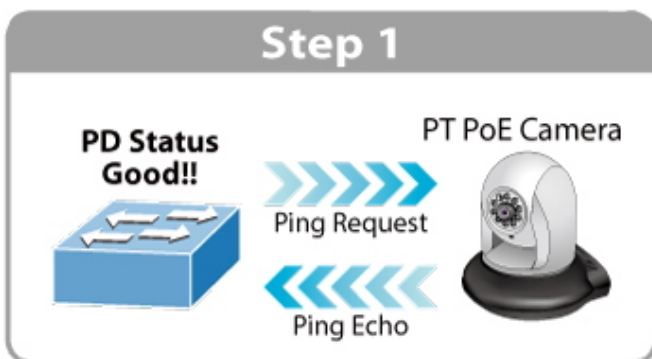 Step 1
PD Status
Good!!
PT PoE Camera
Ping Request
Ping Echo